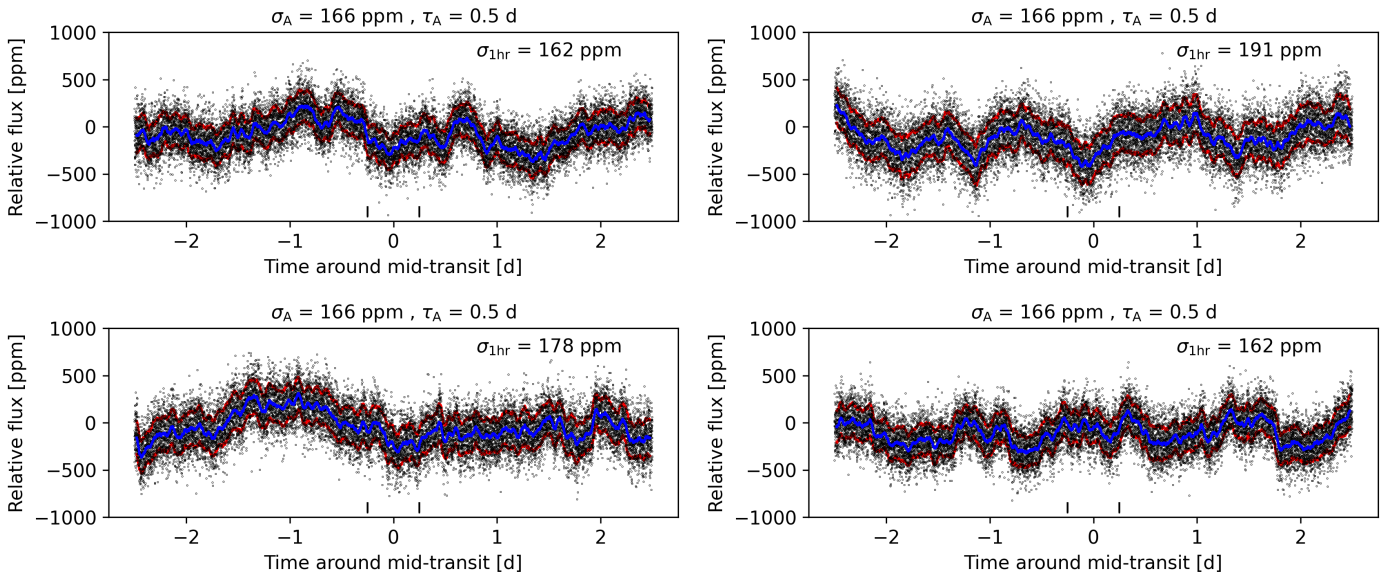 σA = 166 ppm , τA = 0.5 d
σ1hr = 162 ppm
Relative flux [ppm]
1000
500
0
−500
−1000
−2 −1 0 1 2
Time around mid-transit [d]
σA = 166 ppm , τA = 0.5 d
σ1hr = 191 ppm
Relative flux [ppm]
1000
500
0
−500
−1000
−2 −1 0 1 2
Time around mid-transit [d]
σA = 166 ppm , τA = 0.5 d
σ1hr = 178 ppm
Relative flux [ppm]
1000
500
0
−500
−1000
−2 −1 0 1 2
Time around mid-transit [d]
σA = 166 ppm , τA = 0.5 d
σ1hr = 162 ppm
Relative flux [ppm]
1000
500
0
−500
−1000
−2 −1 0 1 2
Time around mid-transit [d]